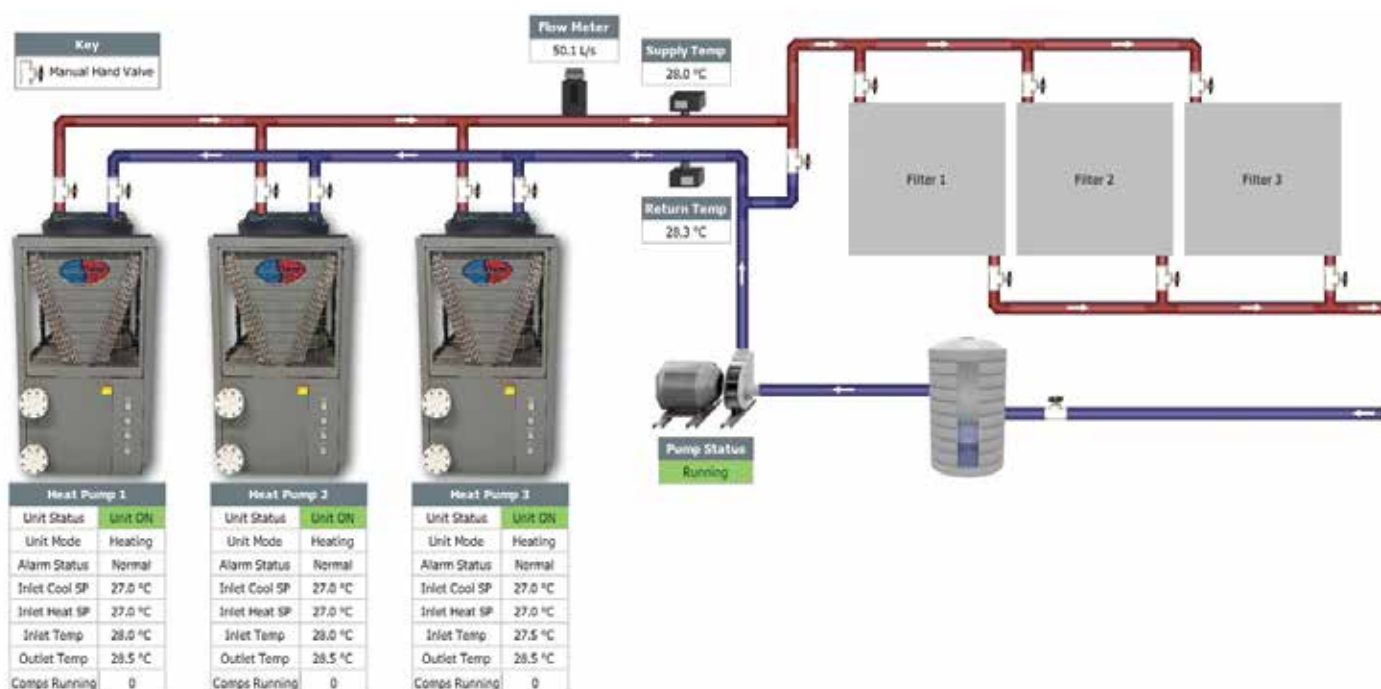 Key
Manual Hand Valve
Flow Meter
50.1 L/s
Supply Temp
28.0 °C
Return Temp
28.3 °C
Filter 1
Filter 2
Filter 3
Pump Status
Running
Heat Pump 1
Unit Status Unit ON
Unit Mode Heating
Alarm Status Normal
Inlet Cool SP 27.0 °C
Inlet Heat SP 27.0 °C
Inlet Temp 28.0 °C
Outlet Temp 28.5 °C
Comps Running 0
Heat Pump 2
Unit Status Unit ON
Unit Mode Heating
Alarm Status Normal
Inlet Cool SP 27.0 °C
Inlet Heat SP 27.0 °C
Inlet Temp 28.0 °C
Outlet Temp 28.5 °C
Comps Running 0
Heat Pump 3
Unit Status Unit ON
Unit Mode Heating
Alarm Status Normal
Inlet Cool SP 27.0 °C
Inlet Heat SP 27.0 °C
Inlet Temp 27.5 °C
Outlet Temp 28.5 °C
Comps Running 0